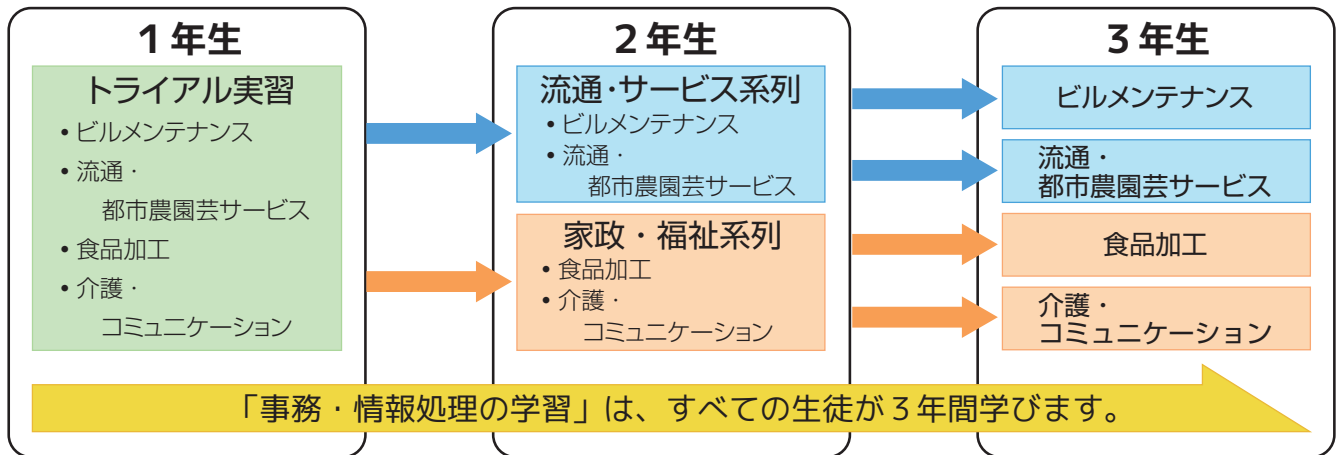 1年生
トライアル実習
•ビルメンテナンス
•流通・
都市農園芸サービス
•食品加工
•介護・
コミュニケーション
2年生
流通・サービス系列
•ビルメンテナンス
•流通・
都市農園芸サービス
家政・福祉系列
•食品加工
•介護・
コミュニケーション
3年生
ビルメンテナンス
流通・
都市農園芸サービス
食品加工
介護・
コミュニケーション
「事務・情報処理の学習」は、すべての生徒が3年間学びます。